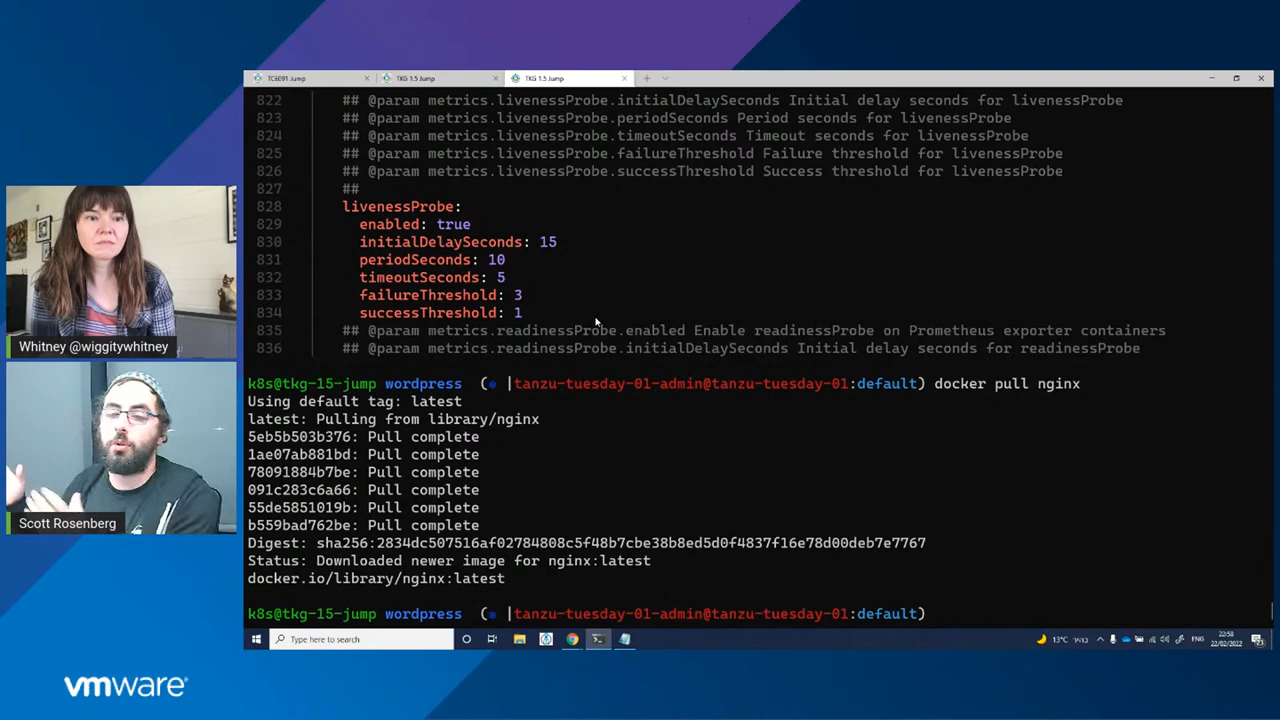 TCE091 Jump
TKG 1.5 Jump
TKG 1.5 Jump
822 ## @param metrics.livenessProbe.initialDelaySeconds Initial delay seconds for livenessProbe
823 ## @param metrics.livenessProbe.periodSeconds Period seconds for livenessProbe
824 ## @param metrics.livenessProbe.timeoutSeconds Timeout seconds for livenessProbe
825 ## @param metrics.livenessProbe.failureThreshold Failure threshold for livenessProbe
826 ## @param metrics.livenessProbe.successThreshold Success threshold for livenessProbe
827 ##
828 livenessProbe:
829 enabled: true
830 initialDelaySeconds: 15
831 periodSeconds: 10
832 timeoutSeconds: 5
833 failureThreshold: 3
834 successThreshold: 1
835 ## @param metrics.readinessProbe.enabled Enable readinessProbe on Prometheus exporter containers
836 ## @param metrics.readinessProbe.initialDelaySeconds Initial delay seconds for readinessProbe
k8s@tkg-15-jump wordpress (⎈ |tanzu-tuesday-01-admin@tanzu-tuesday-01:default) docker pull nginx
Using default tag: latest
latest: Pulling from library/nginx
5eb5b503b376: Pull complete
1ae07ab881bd: Pull complete
78091884b7be: Pull complete
091c283c6a66: Pull complete
55de5851019b: Pull complete
b559bad762be: Pull complete
Digest: sha256:2834dc507516af02784808c5f48b7cbe38b8ed5d0f4837f16e78d00deb7e7767
Status: Downloaded newer image for nginx:latest
docker.io/library/nginx:latest
k8s@tkg-15-jump wordpress (⎈ |tanzu-tuesday-01-admin@tanzu-tuesday-01:default)
Whitney @wiggitywhitney
Scott Rosenberg
Type here to search
13°C בהיר
ENG
22:58
22/02/2022
vmware